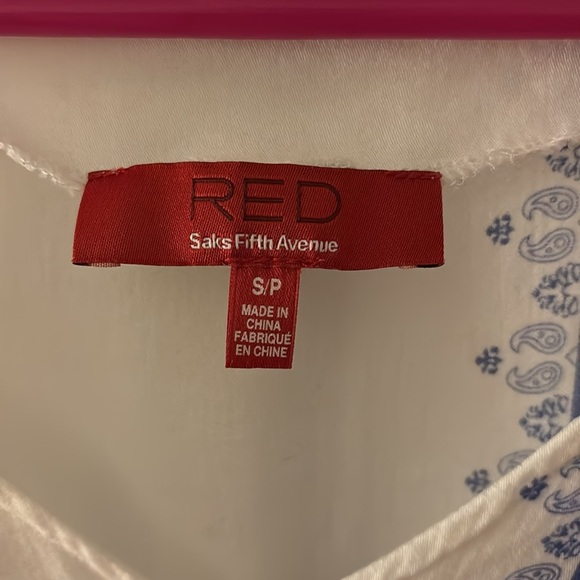 RED
Saks Fifth Avenue
S/P
MADE IN
CHINA
FABRIQUÉ
EN CHINE